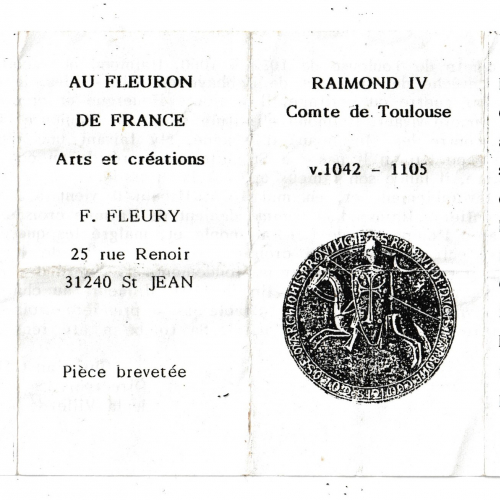 AU FLEURON
DE FRANCE
Arts et créations
F. FLEURY
25 rue Renoir
31240 St JEAN
Pièce brevetée
RAIMOND IV
Comte de Toulouse
v.1042 - 1105